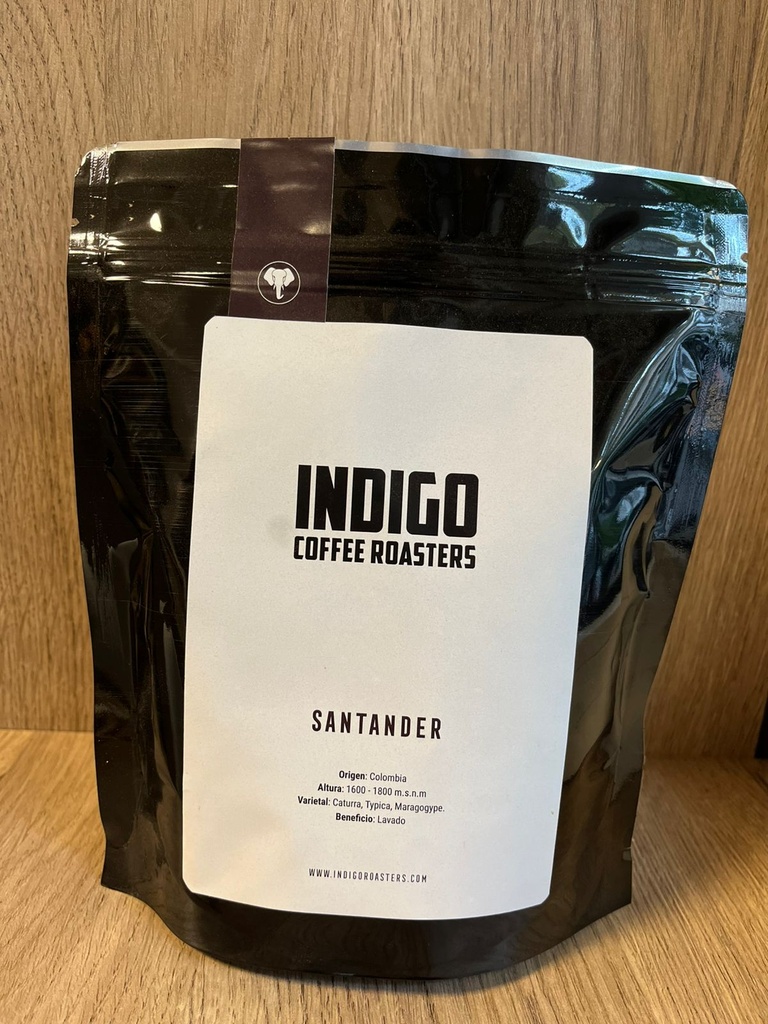 INDIGO
COFFEE ROASTERS
SANTANDER
Origen: Colombia
Altura: 1600 - 1800 m.s.n.m
Varietal: Caturra, Typica, Maragogype.
Beneficio: Lavado
WWW.INDIGOROASTERS.COM